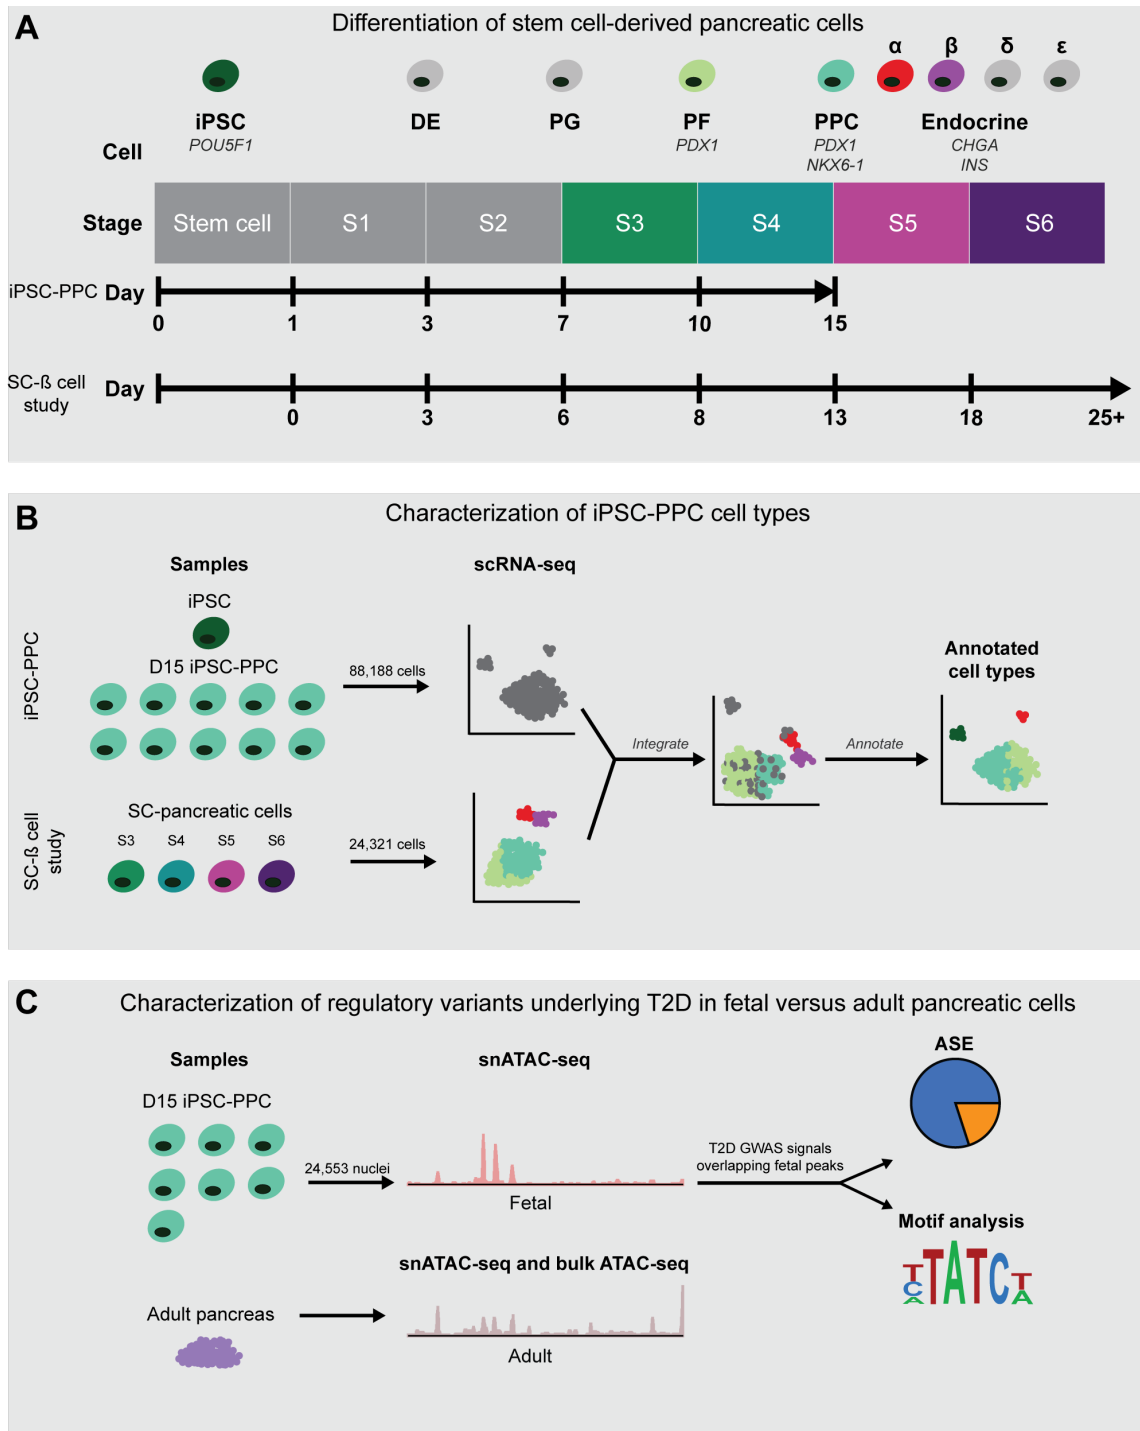 A
Differentiation of stem cell-derived pancreatic cells
α β δ ε
iPSC DE PG PF PPC Endocrine
Cell
POU5F1 PDX1 PDX1 CHGA
NKX6-1 INS
Stage Stem cell S1 S2 S3 S4 S5 S6
iPSC-PPC Day
0 1 3 7 10 15
SC-ß cell
study
Day
0 3 6 8 13 18 25+
B
Characterization of iPSC-PPC cell types
Samples
scRNA-seq
iPSC-PPC
iPSC
D15 iPSC-PPC
88,188 cells
Integrate
Annotate
Annotated
cell types
SC-ß cell
study
SC-pancreatic cells
S3 S4 S5 S6
24,321 cells
C
Characterization of regulatory variants underlying T2D in fetal versus adult pancreatic cells
Samples
snATAC-seq
ASE
D15 iPSC-PPC
24,553 nuclei
Fetal
T2D GWAS signals
overlapping fetal peaks
Motif analysis
TTATCT
C
A A
snATAC-seq and bulk ATAC-seq
Adult pancreas
Adult